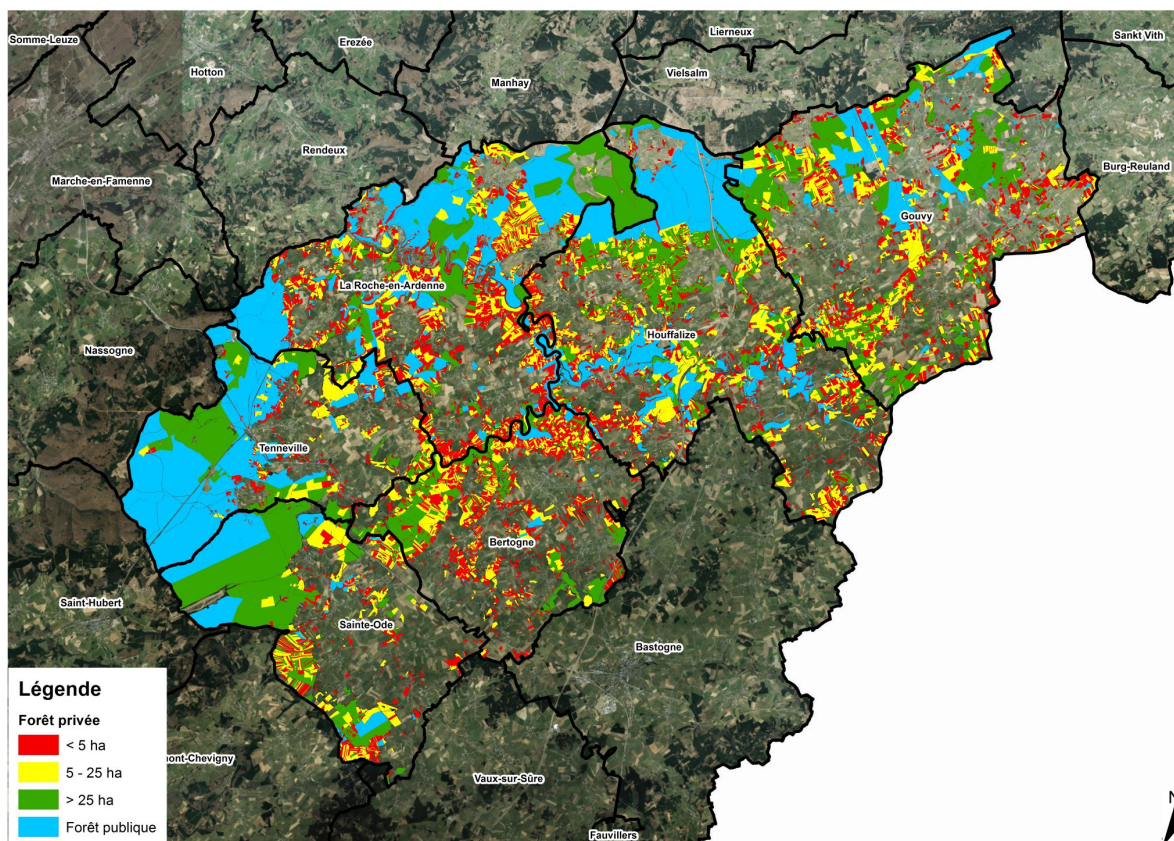 Somme-Leuze
Erezée
Lierneux
Sankt Vith
Hotton
Manhay
Vielsalm
Rendeux
Marche-en-Famenne
Burg-Reuland
Gouvy
La Roche-en-Ardenne
Houffalize
Nassogne
Tenneville
Bertogne
Saint-Hubert
Sainte-Ode
Bastogne
Légende
Forêt privée
< 5 ha
5 - 25 ha
> 25 ha
Forêt publique
ont-Chevigny
Vaux-sur-Sûre
Fauvillers
N